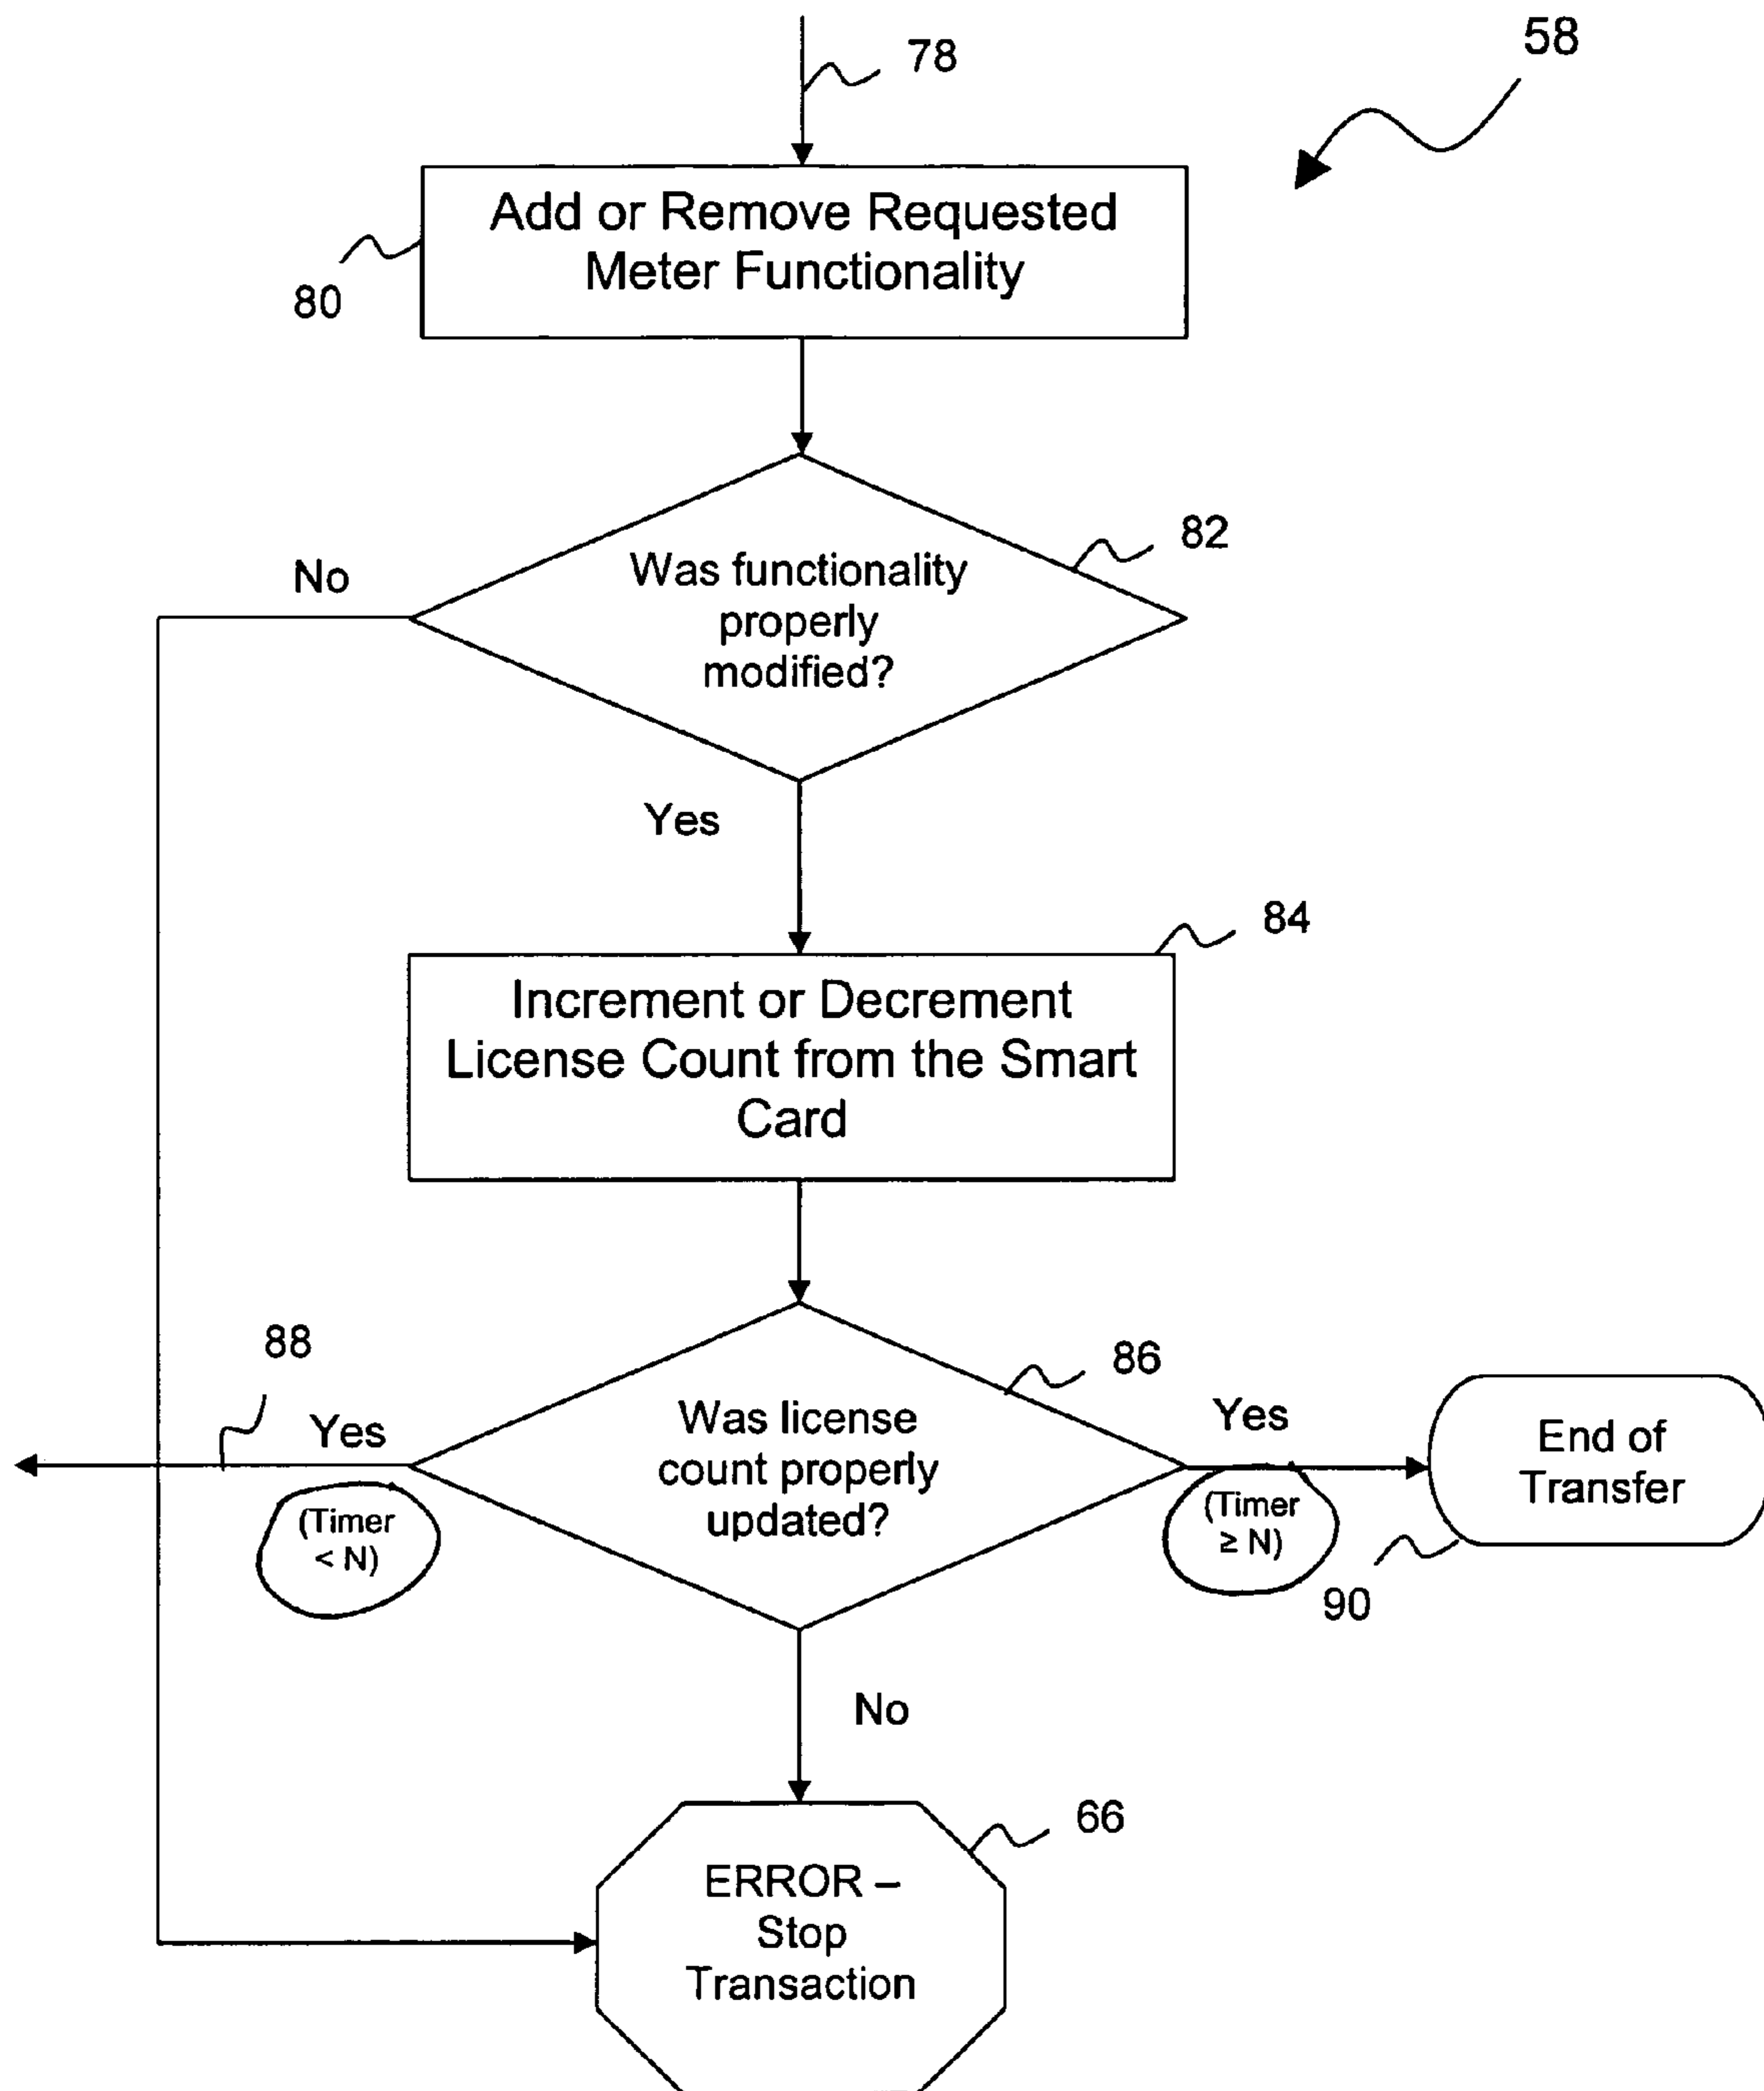 78
58
Add or Remove Requested
Meter Functionality
80
82
No
Was functionality
properly
modified?
Yes
84
Increment or Decrement
License Count from the Smart
Card
88
86
Yes
Was license
count properly
updated?
Yes
(Timer
< N)
(Timer
≥ N)
End of
Transfer
90
No
66
ERROR –
Stop
Transaction